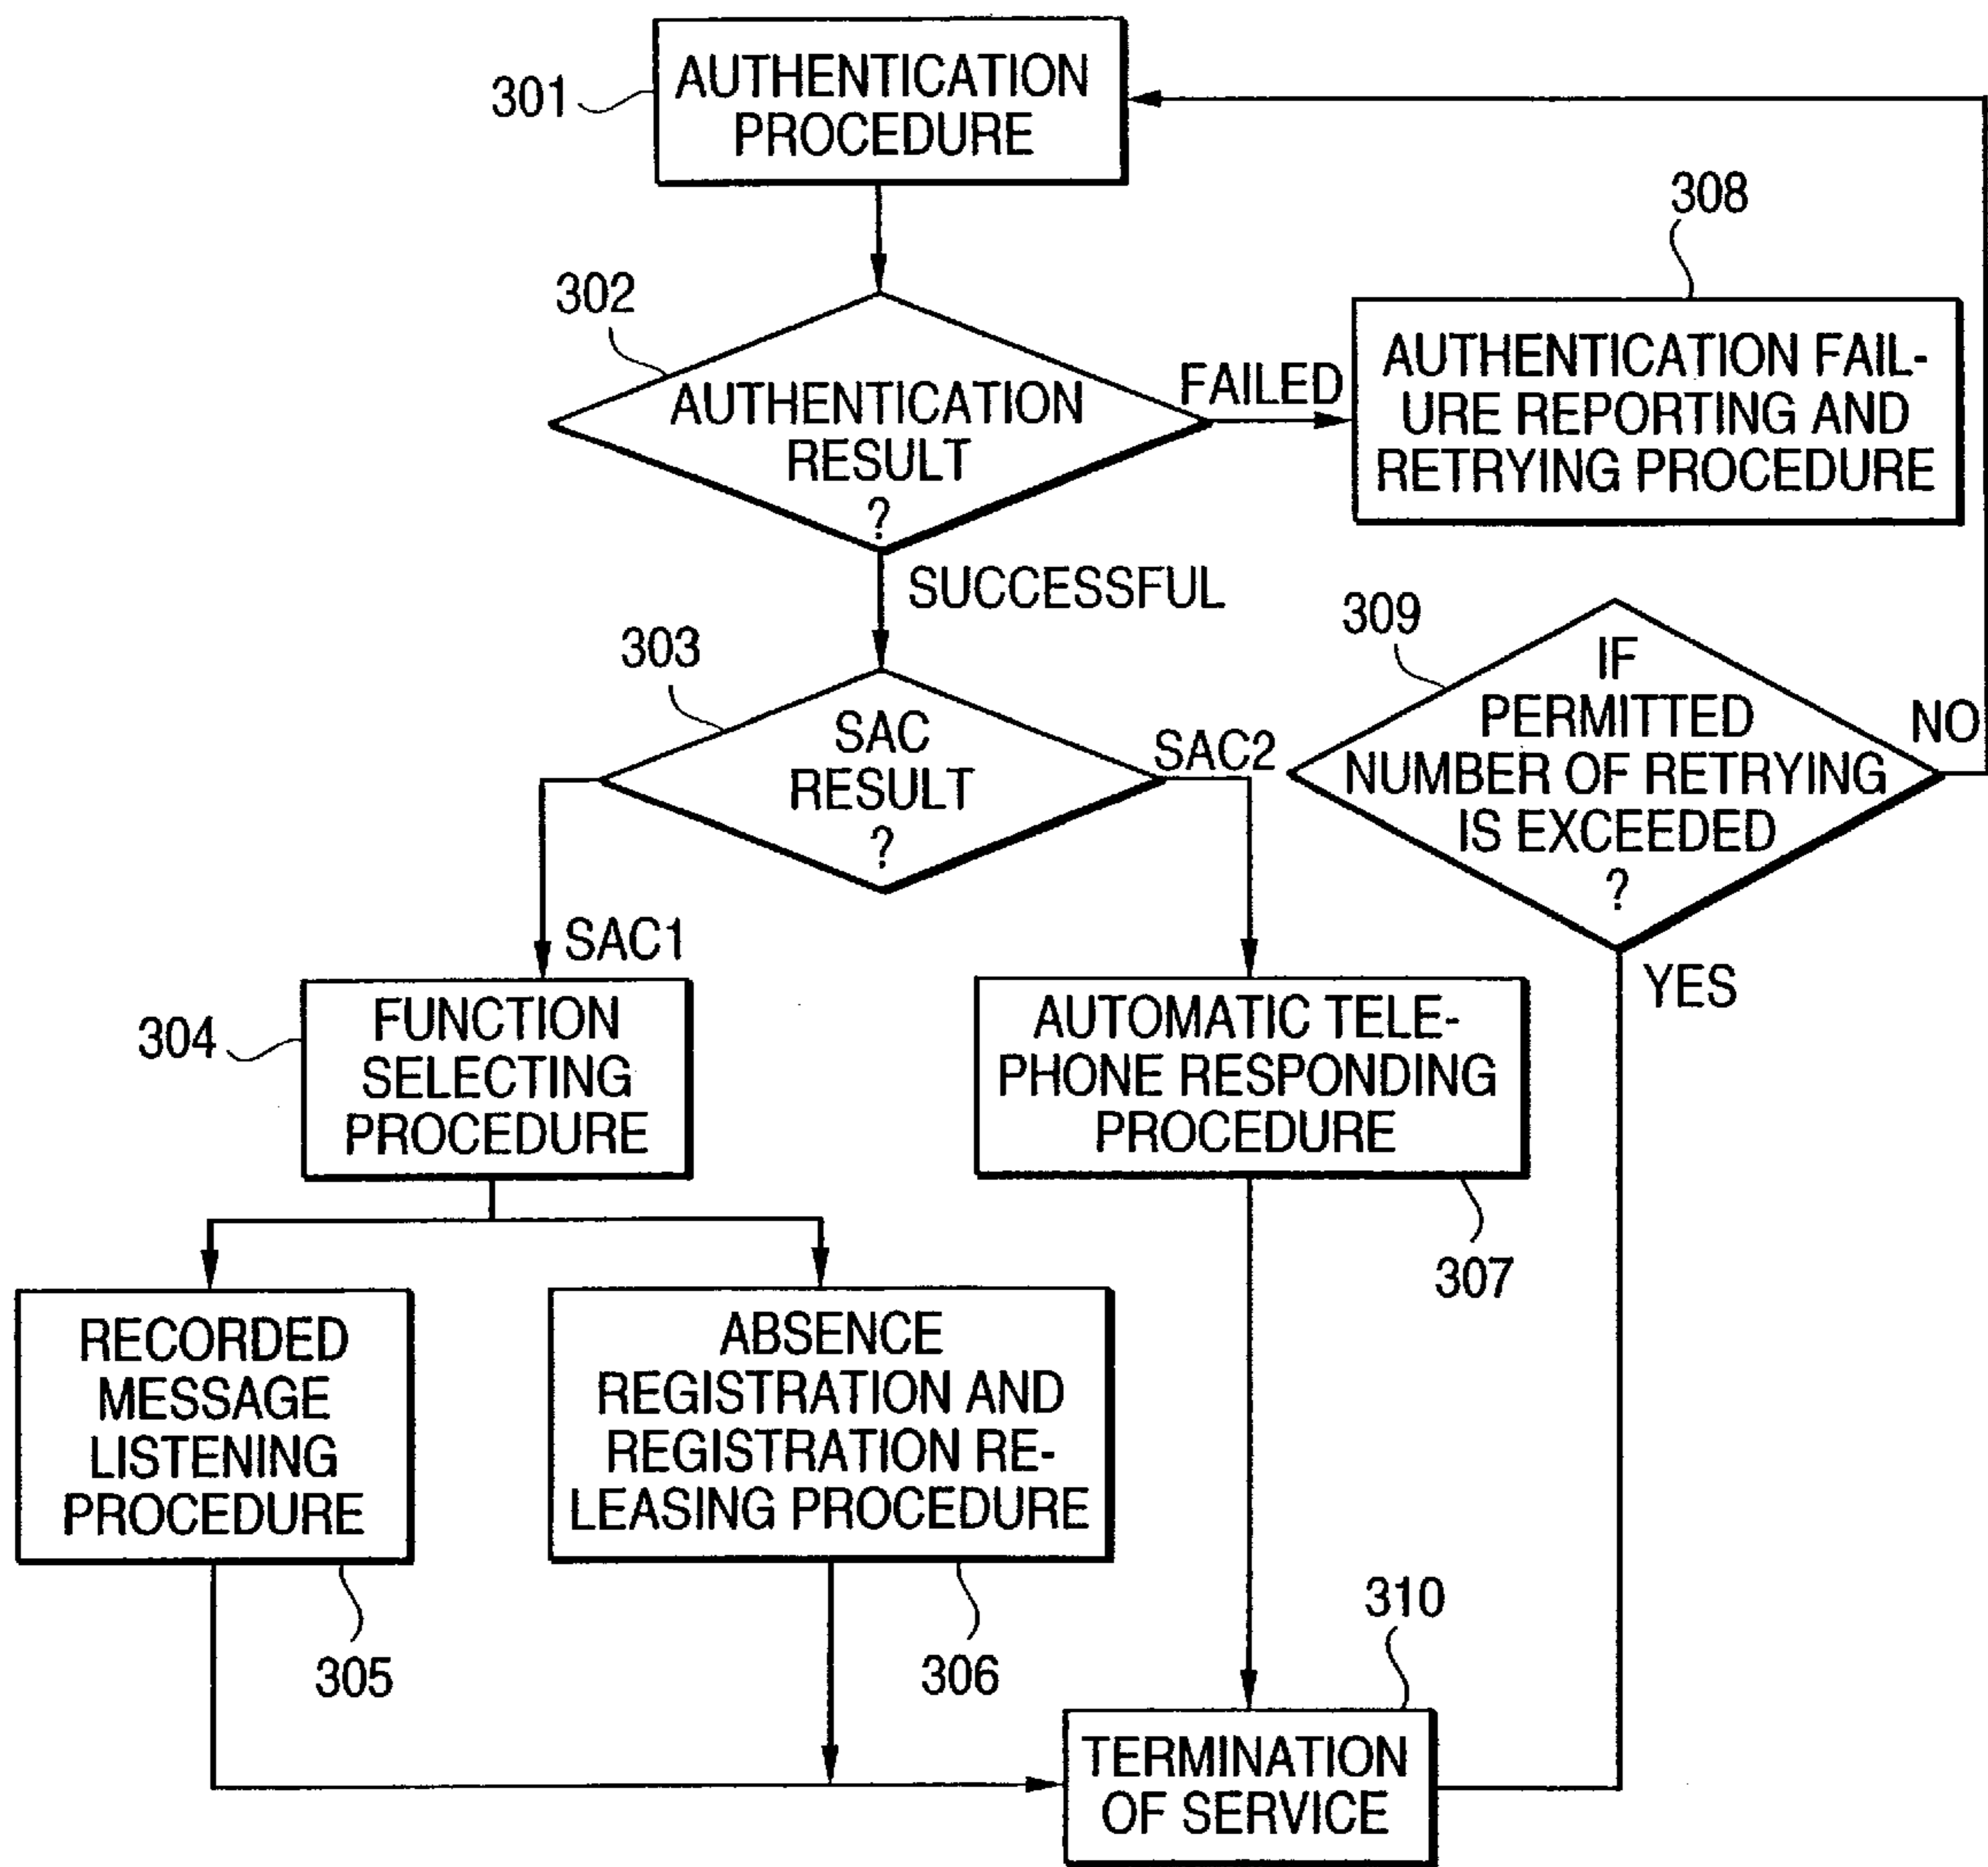 301
AUTHENTICATION
PROCEDURE
308
302
AUTHENTICATION
RESULT
?
FAILED
AUTHENTICATION FAIL-
URE REPORTING AND
RETRYING PROCEDURE
SUCCESSFUL
303
SAC
RESULT
?
SAC2
309
IF
PERMITTED
NUMBER OF RETRYING
IS EXCEEDED
?
NO
YES
SAC1
304
FUNCTION
SELECTING
PROCEDURE
AUTOMATIC TELE-
PHONE RESPONDING
PROCEDURE
307
RECORDED
MESSAGE
LISTENING
PROCEDURE
305
ABSENCE
REGISTRATION AND
REGISTRATION RE-
LEASING PROCEDURE
306
310
TERMINATION
OF SERVICE